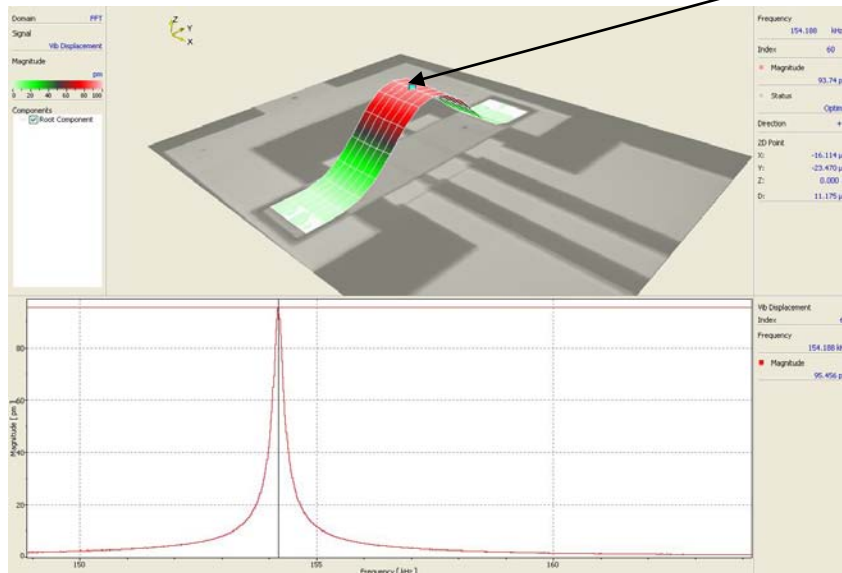 Domain FFT
Signal
Vib Displacement
Magnitude
pm
0 20 40 60 80 100
Components
Root Component
Z
Y
X
Frequency
154.188 kHz
Index 60
Magnitude
93.74 p
Status
Optim
Direction +
2D Point
X: -16.114 µ
Y: -23.470 µ
Z: 0.000
D: 11.175 µ
Vib Displacement
Index
Frequency
154.188 kH
Magnitude
95.456 p
Magnitude [ pm ]
80
60
40
20
0
150 155 160
Frequency [ kHz ]